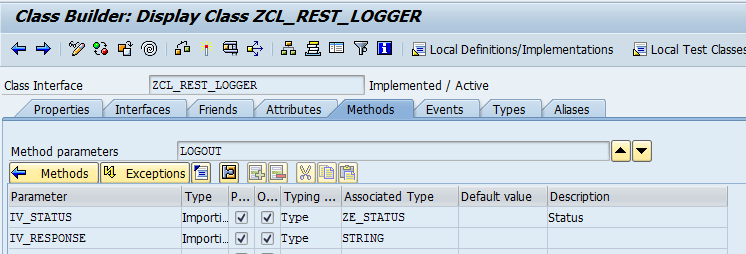 Class Builder: Display Class ZCL_REST_LOGGER
Local Definitions/Implementations Local Test Classes
Class Interface ZCL_REST_LOGGER Implemented / Active
Properties Interfaces Friends Attributes Methods Events Types Aliases
Method parameters LOGOUT
Methods Exceptions
Parameter Type P... O... Typing ... Associated Type Default value Description
IV_STATUS Importi... Type ZE_STATUS Status
IV_RESPONSE Importi... Type STRING